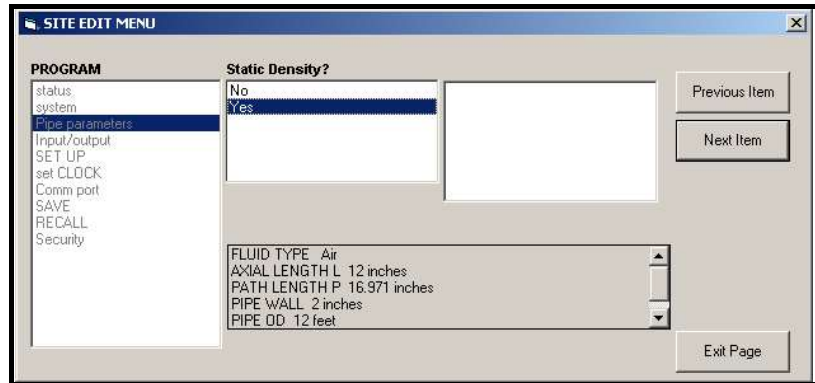 SITE EDIT MENU
PROGRAM
status
system
Pipe parameters
Input/output
SET UP
set CLOCK
Comm port
SAVE
RECALL
Security
Static Density?
No
Yes
Previous Item
Next Item
FLUID TYPE Air
AXIAL LENGTH L 12 inches
PATH LENGTH P 16.971 inches
PIPE WALL 2 inches
PIPE OD 12 feet
Exit Page